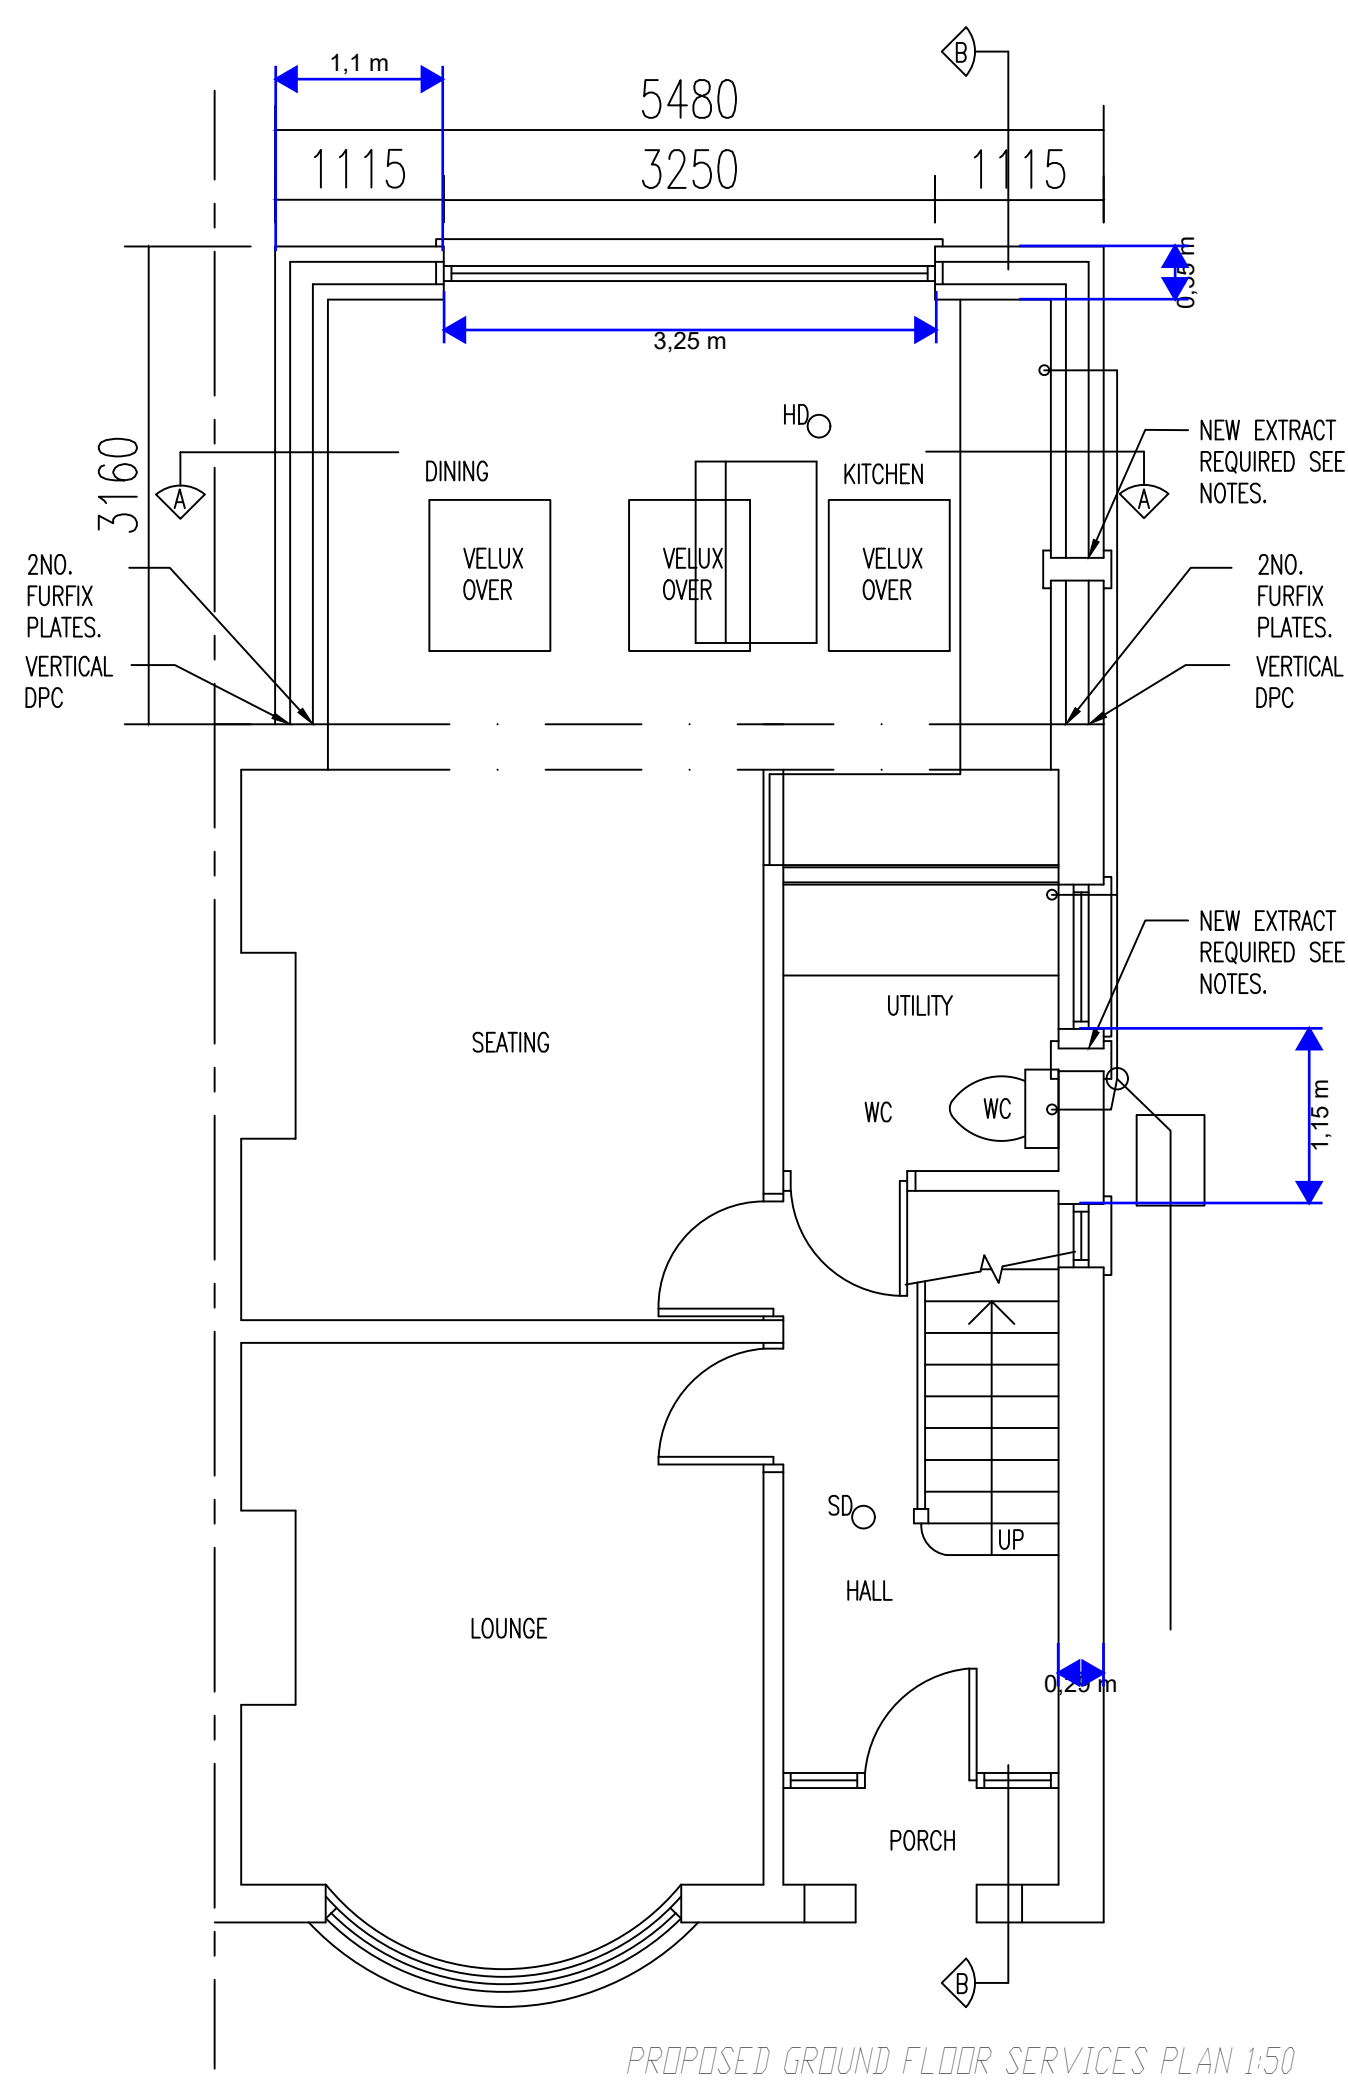 B
1,1 m
5480
1115
3250
1115
0,35 m
3,25 m
HD
NEW EXTRACT
REQUIRED SEE
NOTES.
3160
A
DINING
KITCHEN
A
VELUX
OVER
VELUX
OVER
VELUX
OVER
2NO.
FURFIX
PLATES.
VERTICAL
DPC
2NO.
FURFIX
PLATES.
VERTICAL
DPC
NEW EXTRACT
REQUIRED SEE
NOTES.
UTILITY
SEATING
WC
WC
1,15 m
SD
UP
HALL
LOUNGE
0,29 m
PORCH
B
PROPOSED GROUND FLOOR SERVICES PLAN 1:50